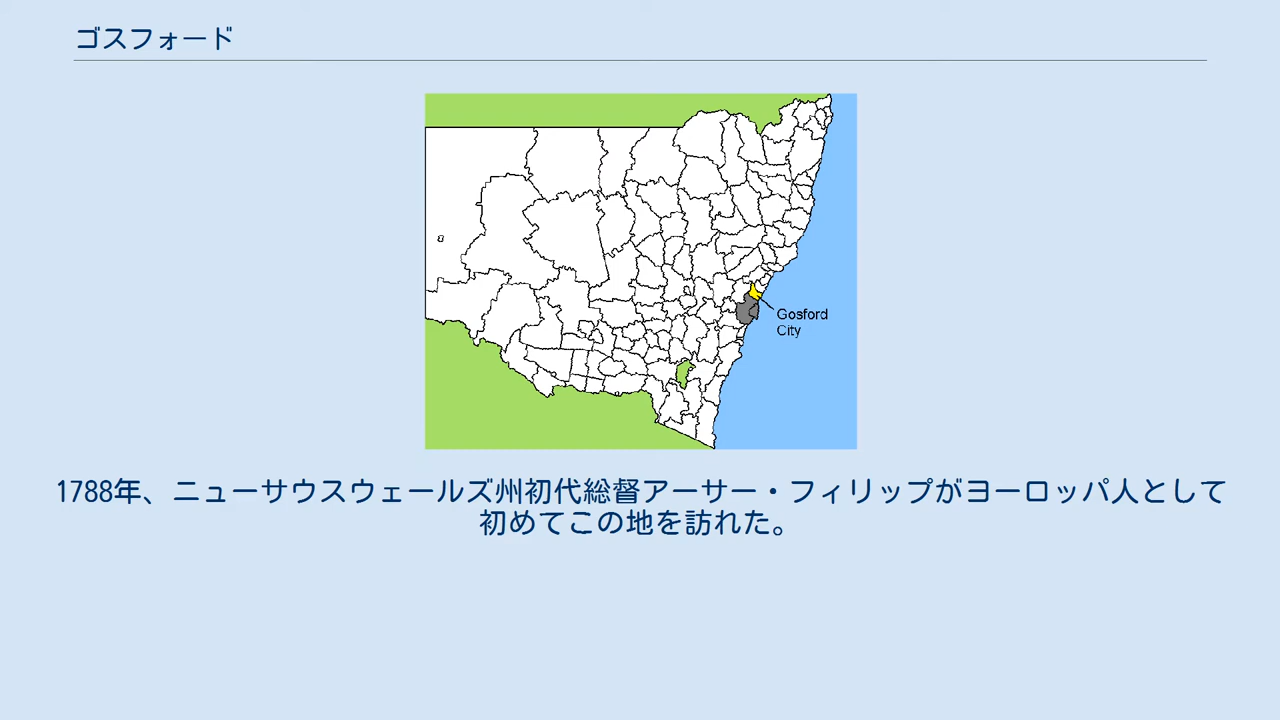 ゴスフォード
Gosford
City
1788年、ニューサウスウェールズ州初代総督アーサー・フィリップがヨーロッパ人として
初めてこの地を訪れた。